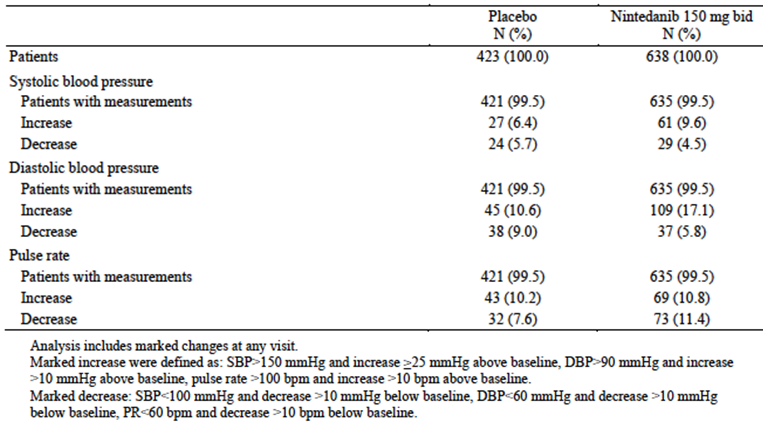 Placebo Nintedanib 150 mg bid
N (%) N (%)
Patients 423 (100.0) 638 (100.0)
Systolic blood pressure
Patients with measurements 421 (99.5) 635 (99.5)
Increase 27 (6.4) 61 (9.6)
Decrease 24 (5.7) 29 (4.5)
Diastolic blood pressure
Patients with measurements 421 (99.5) 635 (99.5)
Increase 45 (10.6) 109 (17.1)
Decrease 38 (9.0) 37 (5.8)
Pulse rate
Patients with measurements 421 (99.5) 635 (99.5)
Increase 43 (10.2) 69 (10.8)
Decrease 32 (7.6) 73 (11.4)
Analysis includes marked changes at any visit.
Marked increase were defined as: SBP>150 mmHg and increase ≥25 mmHg above baseline, DBP>90 mmHg and increase
>10 mmHg above baseline, pulse rate >100 bpm and increase >10 bpm above baseline.
Marked decrease: SBP<100 mmHg and decrease >10 mmHg below baseline, DBP<60 mmHg and decrease >10 mmHg
below baseline, PR<60 bpm and decrease >10 bpm below baseline.